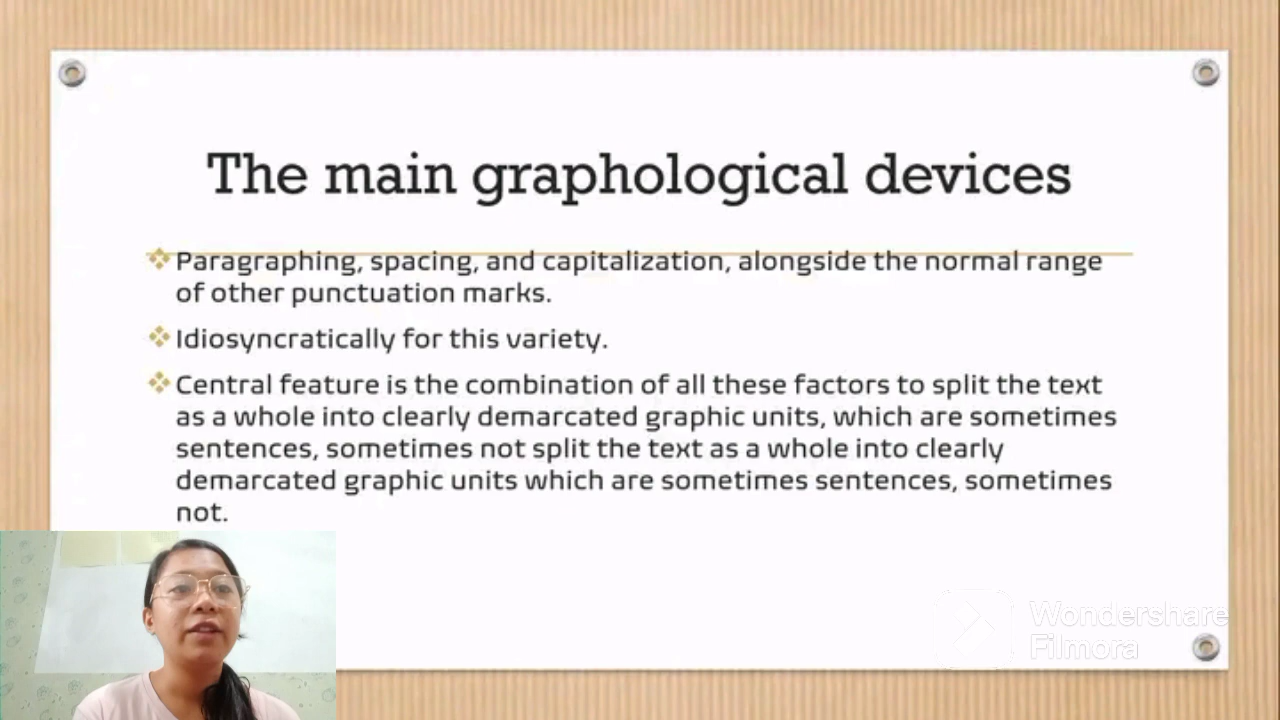 The main graphological devices
Paragraphing, spacing, and capitalization, alongside the normal range
of other punctuation marks.
Idiosyncratically for this variety.
Central feature is the combination of all these factors to split the text
as a whole into clearly demarcated graphic units, which are sometimes
sentences, sometimes not split the text as a whole into clearly
demarcated graphic units which are sometimes sentences, sometimes
not.
Wondershare
Filmora